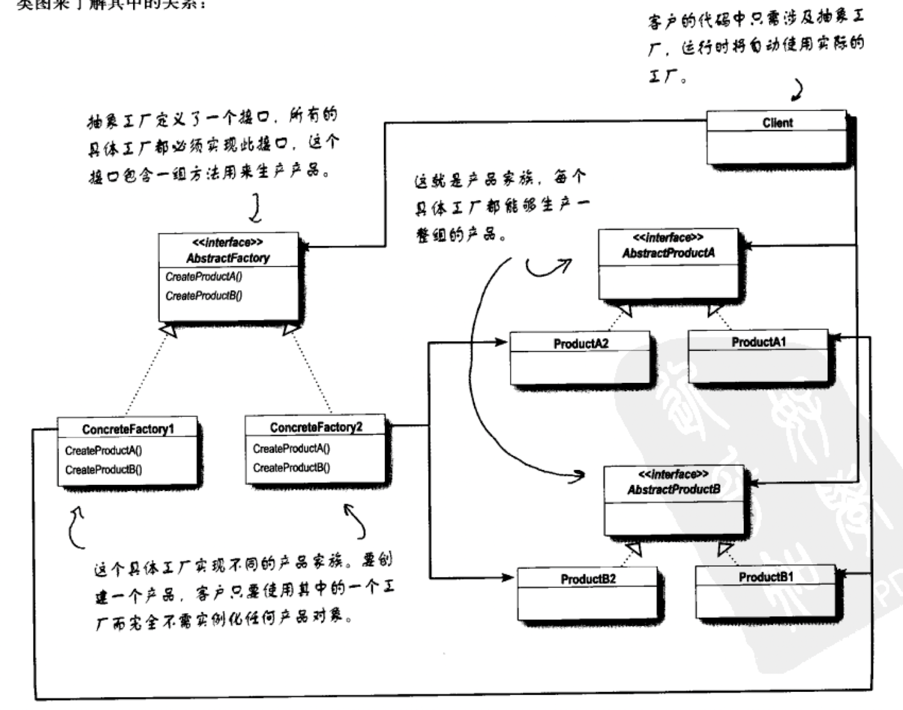 类图来了解其中的关系：
客户的代码中只需涉及抽象工
厂，运行时将自动使用实际的
工厂。
抽象工厂定义了一个接口，所有的
具体工厂都必须实现此接口，这个
接口包含一组方法用来生产产品。
Client
这就是产品家族，每个
具体工厂都能够生产一
整组的产品。
<<interface>>
AbstractFactory
CreateProductA()
CreateProductB()
<<interface>>
AbstractProductA
ProductA2
ProductA1
ConcreteFactory1
CreateProductA()
CreateProductB()
ConcreteFactory2
CreateProductA()
CreateProductB()
<<interface>>
AbstractProductB
ProductB2
ProductB1
这个具体工厂实现不同的产品家族。要创
建一个产品，客户只要使用其中的一个工
厂而完全不需实例化任何产品对象。
PD